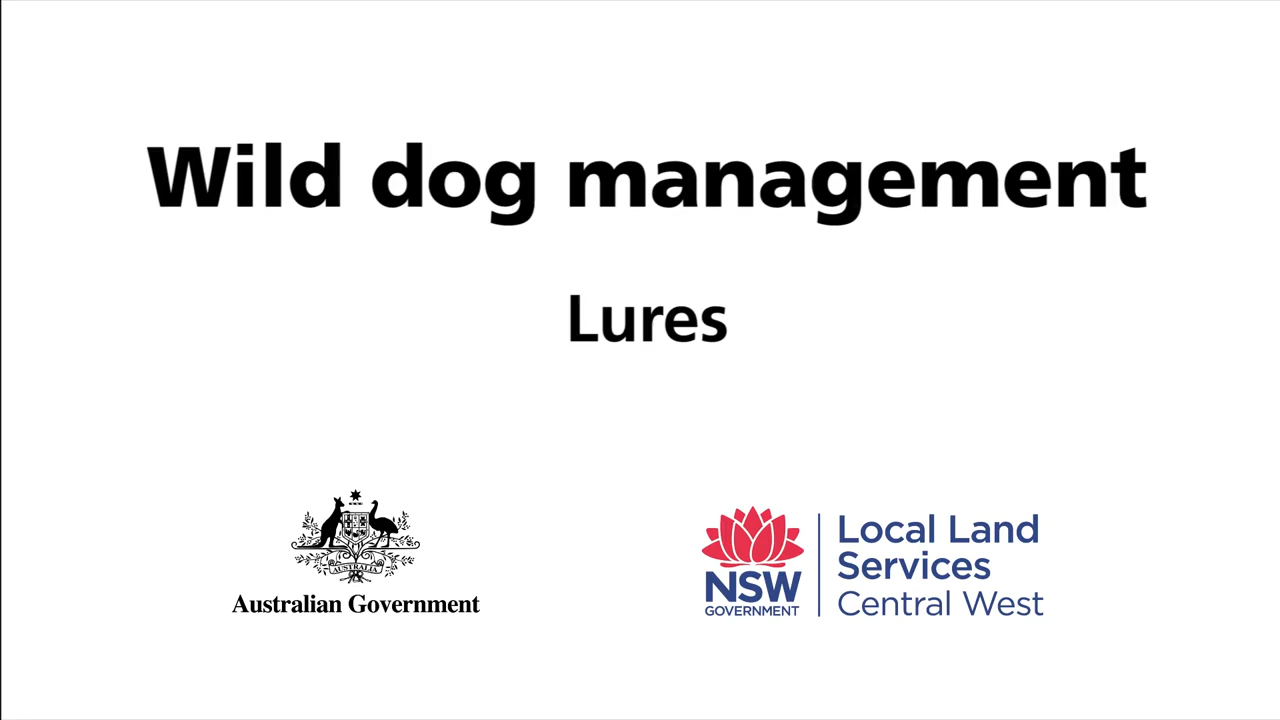 Wild dog management
Lures
AUSTRALIA
Australian Government
NSW
GOVERNMENT
Local Land
Services
Central West